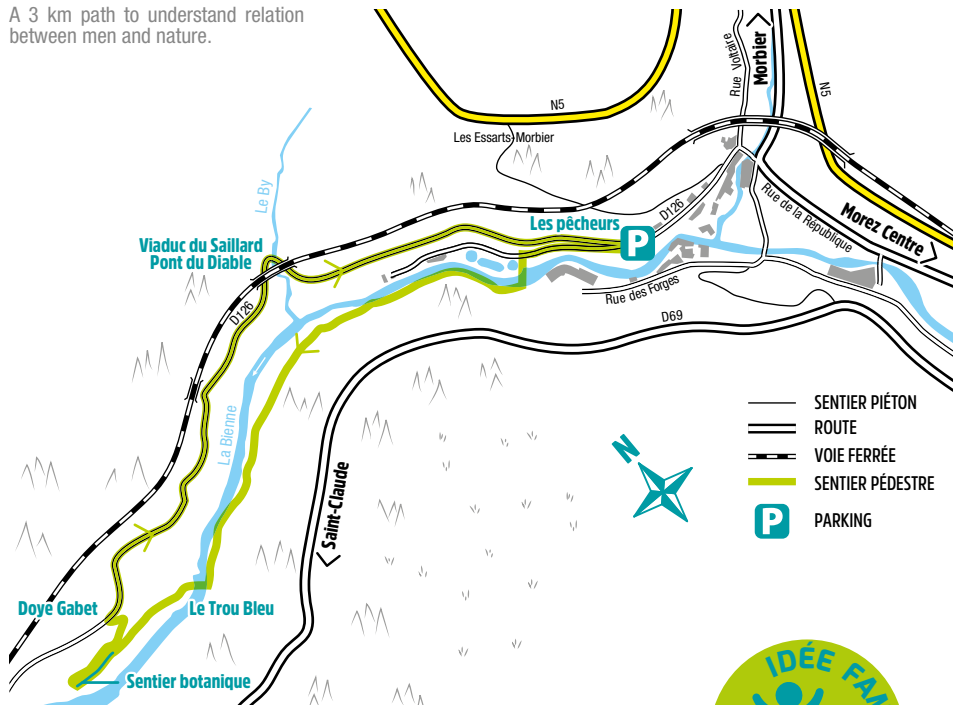 A 3 km path to understand relation
between men and nature.
Rue Voltaire
Morbier
N5
N5
Les Essarts-Morbier
Le By
D126
Les pêcheurs
P
Rue de la République
Morez Centre
Viaduc du Saillard
Pont du Diable
D126
Rue des Forges
D69
La Bienne
Saint-Claude
N
SENTIER PIÉTON
ROUTE
VOIE FERRÉE
SENTIER PÉDESTRE
P PARKING
Doye Gabet
Le Trou Bleu
Sentier botanique
IDÉE FAM